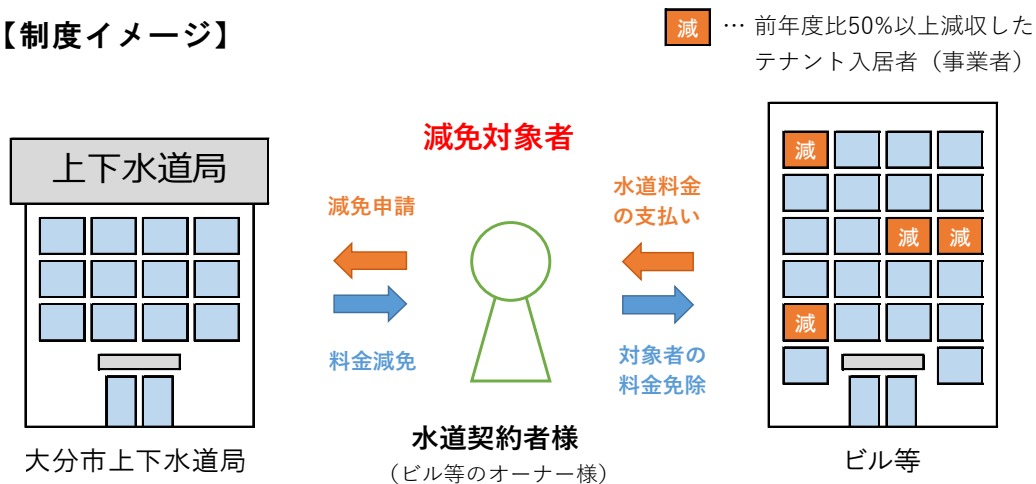 【制度イメージ】
減 … 前年度比50%以上減収した
テナント入居者（事業者）
上下水道局
大分市上下水道局
減免対象者
減免申請
料金減免
水道料金
の支払い
対象者の
料金免除
水道契約者様
（ビル等のオーナー様）
減
減 減
減
ビル等